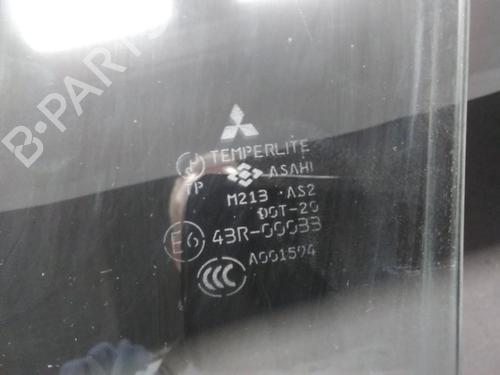 B-PARTS
TEMPERLITE
TP ASAHI
M213 AS2
DOT-20
E6 43R-00033
A001594
CCC